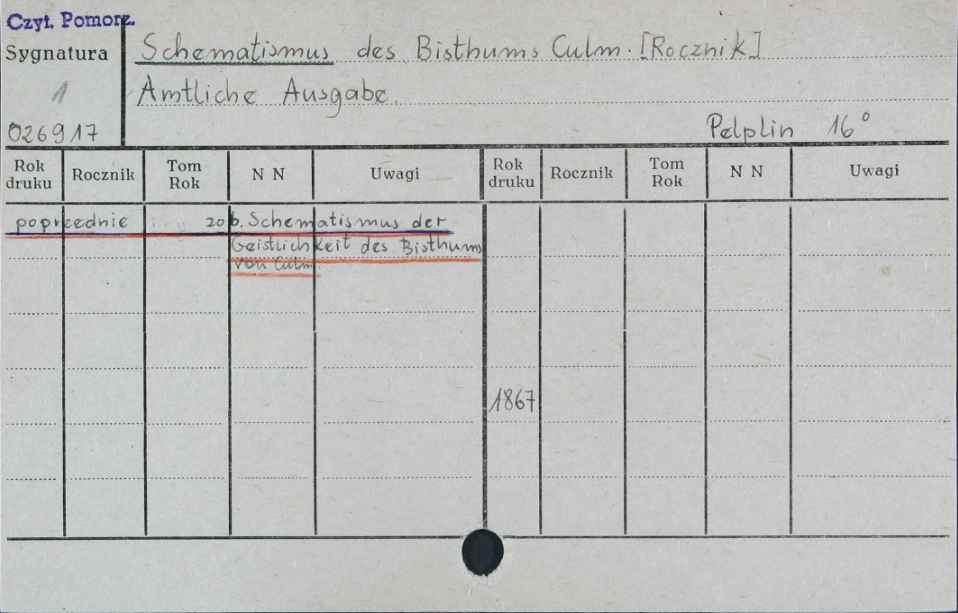 Czyt. Pomorz.
Sygnatura
1
026917
Schematismus des Bisthums Culm. [Rocznik]
Amtliche Ausgabe.
Pelplin 16°
Rok druku Rocznik Tom Rok N N Uwagi Rok druku Rocznik Tom Rok N N Uwagi
poprzednie : zob. Schematismus der
Geistlichkeit des Bisthums
von Culm
1867